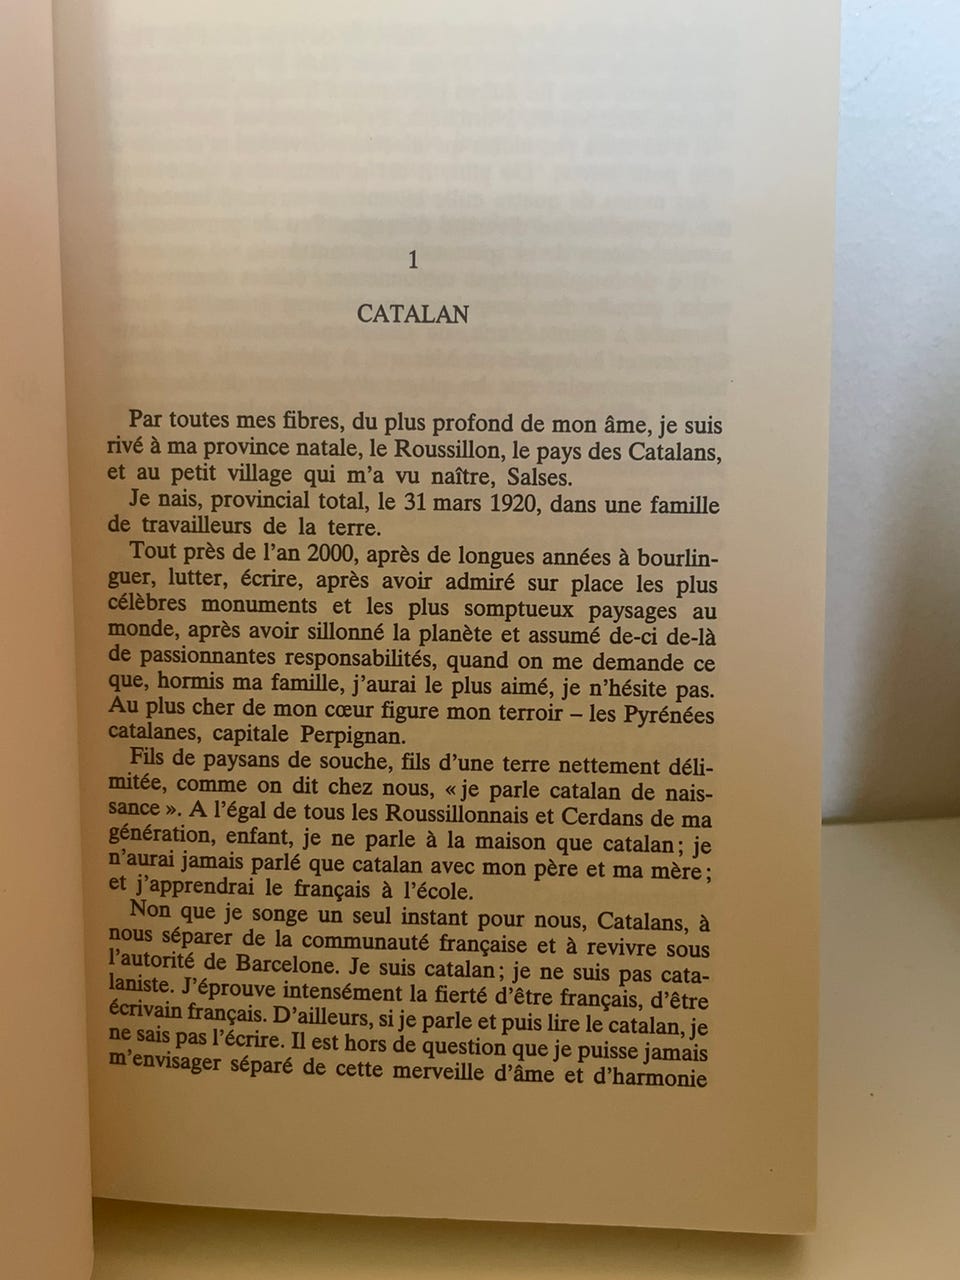 1
CATALAN
Par toutes mes fibres, du plus profond de mon âme, je suis
rivé à ma province natale, le Roussillon, le pays des Catalans,
et au petit village qui m'a vu naître, Salses.
Je nais, provincial total, le 31 mars 1920, dans une famille
de travailleurs de la terre.
Tout près de l'an 2000, après de longues années à bourlin-
guer, lutter, écrire, après avoir admiré sur place les plus
célèbres monuments et les plus somptueux paysages au
monde, après avoir sillonné la planète et assumé de-ci de-là
de passionnantes responsabilités, quand on me demande ce
que, hormis ma famille, j'aurai le plus aimé, je n'hésite pas.
Au plus cher de mon cœur figure mon terroir – les Pyrénées
catalanes, capitale Perpignan.
Fils de paysans de souche, fils d'une terre nettement déli-
mitée, comme on dit chez nous, « je parle catalan de nais-
sance ». A l'égal de tous les Roussillonnais et Cerdans de ma
génération, enfant, je ne parle à la maison que catalan ; je
n'aurai jamais parlé que catalan avec mon père et ma mère ;
et j'apprendrai le français à l'école.
Non que je songe un seul instant pour nous, Catalans, à
nous séparer de la communauté française et à revivre sous
l'autorité de Barcelone. Je suis catalan ; je ne suis pas cata-
laniste. J'éprouve intensément la fierté d'être français, d'être
écrivain français. D'ailleurs, si je parle et puis lire le catalan, je
ne sais pas l'écrire. Il est hors de question que je puisse jamais
m'envisager séparé de cette merveille d'âme et d'harmonie